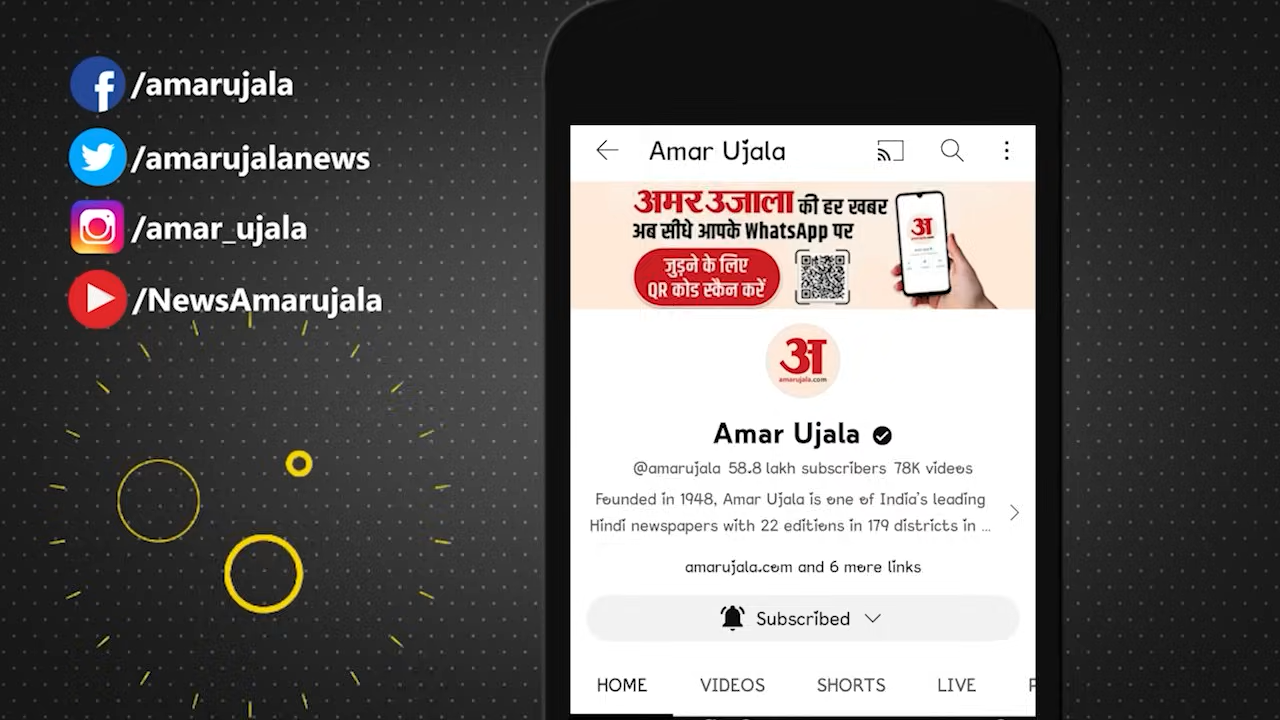 /amarujala
/amarujalanews
/amar_ujala
/NewsAmarujala
Amar Ujala
अमर उजाला की हर खबर
अब सीधे आपके WhatsApp पर
जुड़ने के लिए
QR कोड स्कैन करें
अ
अ
amarujala.com
Amar Ujala
@amarujala 58.8 lakh subscribers 78K videos
Founded in 1948, Amar Ujala is one of India's leading
Hindi newspapers with 22 editions in 179 districts in ...
amarujala.com and 6 more links
Subscribed
HOME VIDEOS SHORTS LIVE